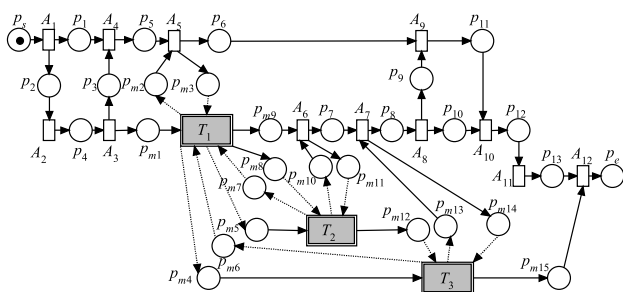 ps A1 p1 A4 p5 A5 p6 A9 p11
p2 p3 pm2 pm3 p9
A2 p4 A3 pm1 T1 pm9 A6 p7 A7 p8 A8 p10 A10 p12
pm8 pm10 pm11 A11 p13 A12 pe
pm7
pm5 T2 pm12 pm13 pm14
pm6
pm4 T3 pm15